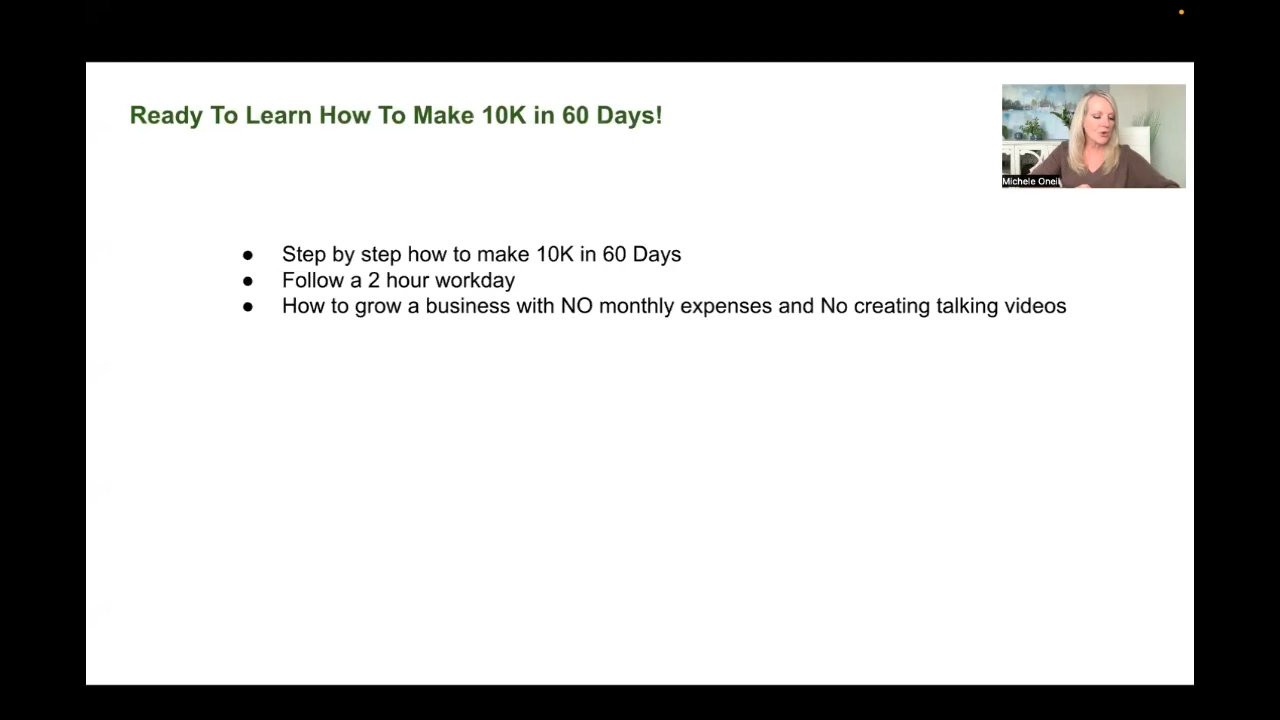 Ready To Learn How To Make 10K in 60 Days!
Michele Oneil
● Step by step how to make 10K in 60 Days
● Follow a 2 hour workday
● How to grow a business with NO monthly expenses and No creating talking videos